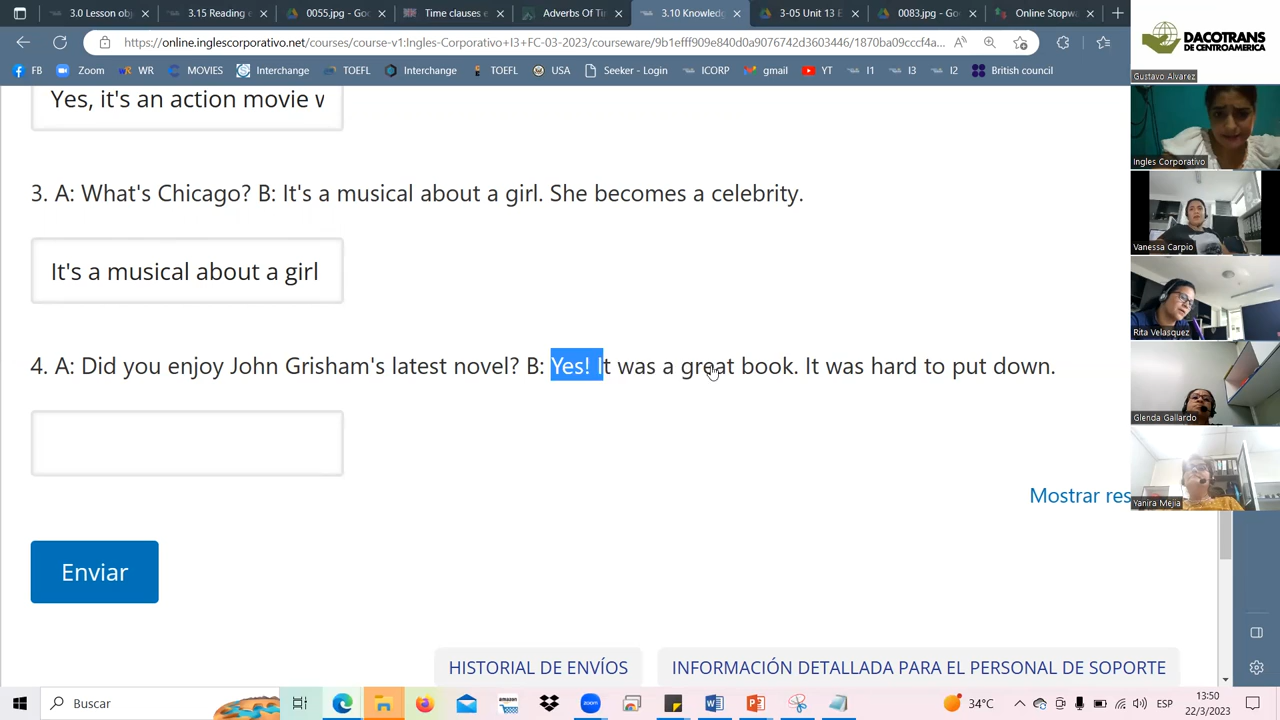 3.0 Lesson obj
3.15 Reading e
0055.jpg - Goo
Time clauses e
Adverbs Of Tim
3.10 Knowledg
3-05 Unit 13 E
0083.jpg - Goo
Online Stopwa
https://online.inglescorporativo.net/courses/course-v1:Ingles-Corporativo+I3+FC-03-2023/courseware/9b1efff909e840d0a9076742d3603446/1870ba09cccf4a...
FB
Zoom
WR
MOVIES
Interchange
TOEFL
Interchange
TOEFL
USA
Seeker - Login
ICORP
gmail
YT
I1
I3
I2
British council
DACOTRANS
DE CENTROAMERICA
Gustavo Alvarez
Yes, it's an action movie w
Ingles Corporativo
3. A: What's Chicago? B: It's a musical about a girl. She becomes a celebrity.
Vanessa Carpio
It's a musical about a girl
Rita Velasquez
4. A: Did you enjoy John Grisham's latest novel? B: Yes! It was a great book. It was hard to put down.
Glenda Gallardo
Mostrar res
Yanira Mejia
Enviar
HISTORIAL DE ENVÍOS
INFORMACIÓN DETALLADA PARA EL PERSONAL DE SOPORTE
Buscar
34°C
ESP
13:50
22/3/2023